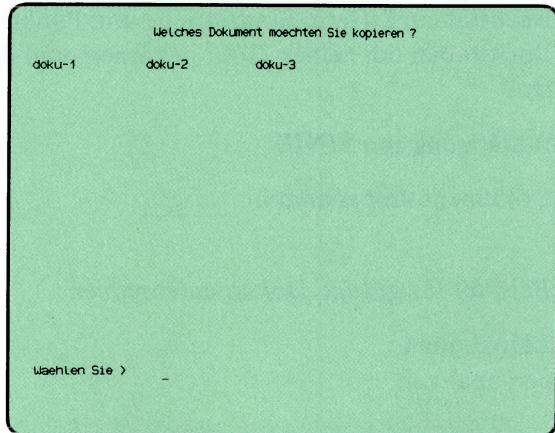 Welches Dokument moechten Sie kopieren ?
doku-1 doku-2 doku-3
Waehlen Sie > _